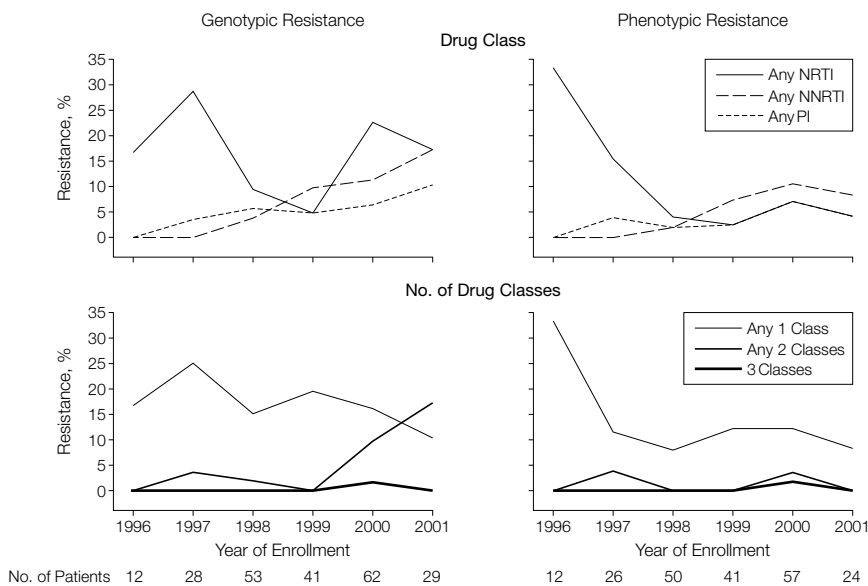 Genotypic Resistance
Phenotypic Resistance
Drug Class
Resistance, %
35
30
25
20
15
10
5
0
Any NRTI
Any NNRTI
Any PI
No. of Drug Classes
Resistance, %
35
30
25
20
15
10
5
0
Any 1 Class
Any 2 Classes
3 Classes
1996 1997 1998 1999 2000 2001
1996 1997 1998 1999 2000 2001
Year of Enrollment
Year of Enrollment
No. of Patients 12 28 53 41 62 29
12 26 50 41 57 24